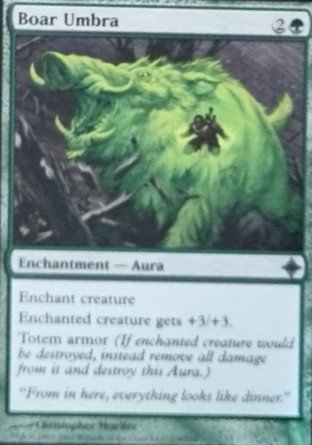 Boar Umbra 2
Enchantment — Aura
Enchant creature
Enchanted creature gets +3/+3.
Totem armor (If enchanted creature would
be destroyed, instead remove all damage
from it and destroy this Aura.)
"From in here, everything looks like dinner."
Christopher Moeller